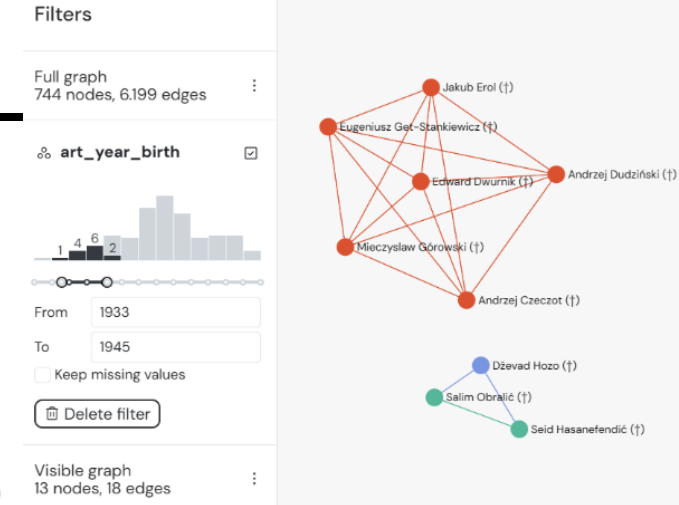 Filters
Full graph
744 nodes, 6.199 edges
art_year_birth
1 4 6 2
From 1933
To 1945
Keep missing values
Delete filter
Visible graph
13 nodes, 18 edges
Jakub Erol (†)
Eugeniusz Get-Stankiewicz (†)
Andrzej Dudziński (†)
Edward Dwurnik (†)
Mieczyslaw Górowski (†)
Andrzej Czeczot (†)
Dževad Hozo (†)
Salim Obralić (†)
Seid Hasanefendić (†)